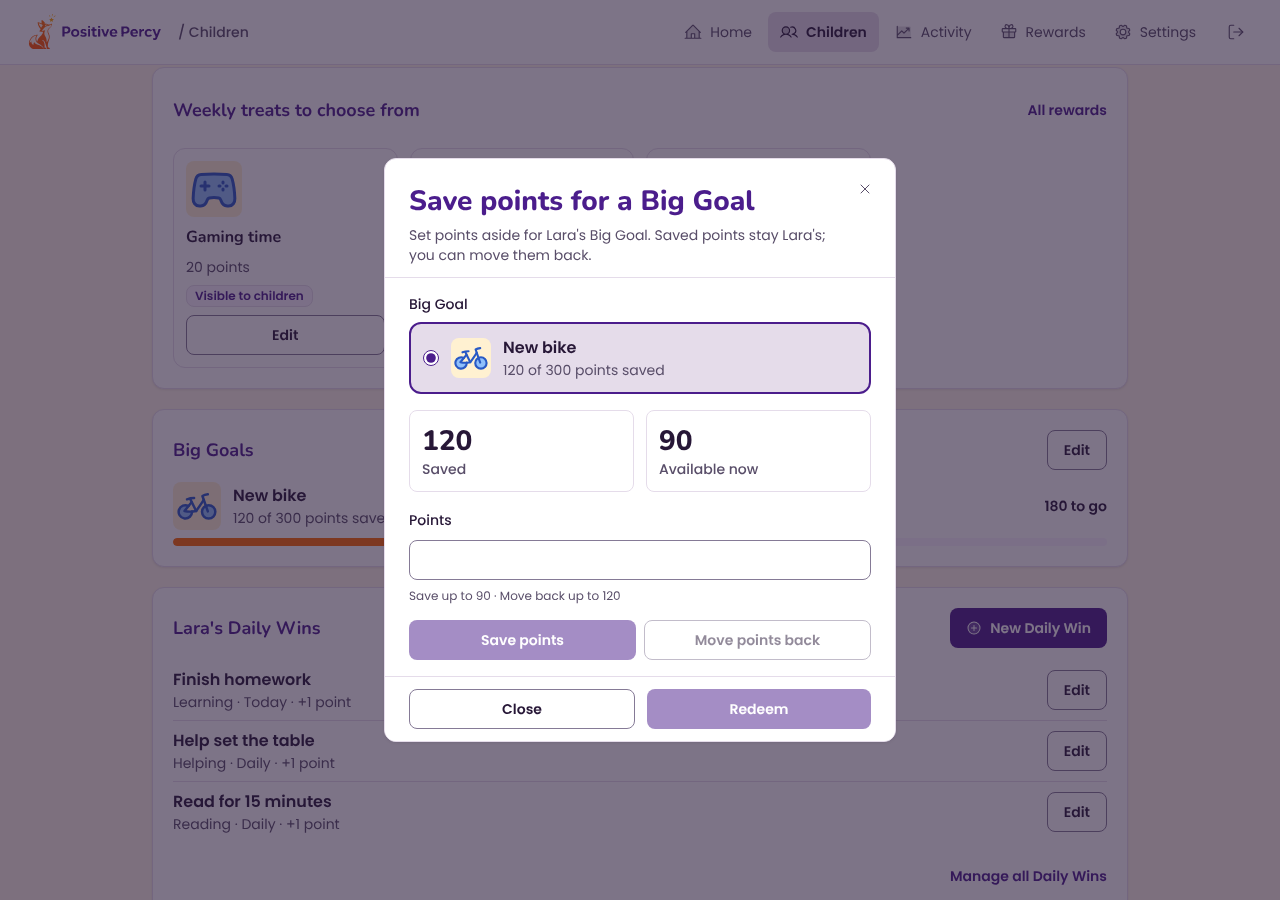 Positive Percy / Children
Home
Children
Activity
Rewards
Settings
Weekly treats to choose from
All rewards
Gaming time
20 points
Visible to children
Edit
Save points for a Big Goal
Set points aside for Lara's Big Goal. Saved points stay Lara's;
you can move them back.
Big Goal
New bike
120 of 300 points saved
120
Saved
90
Available now
Points
Save up to 90 · Move back up to 120
Save points
Move points back
Close
Redeem
Big Goals
Edit
New bike
120 of 300 points save
180 to go
Lara's Daily Wins
New Daily Win
Finish homework
Learning · Today · +1 point
Edit
Help set the table
Helping · Daily · +1 point
Edit
Read for 15 minutes
Reading · Daily · +1 point
Edit
Manage all Daily Wins